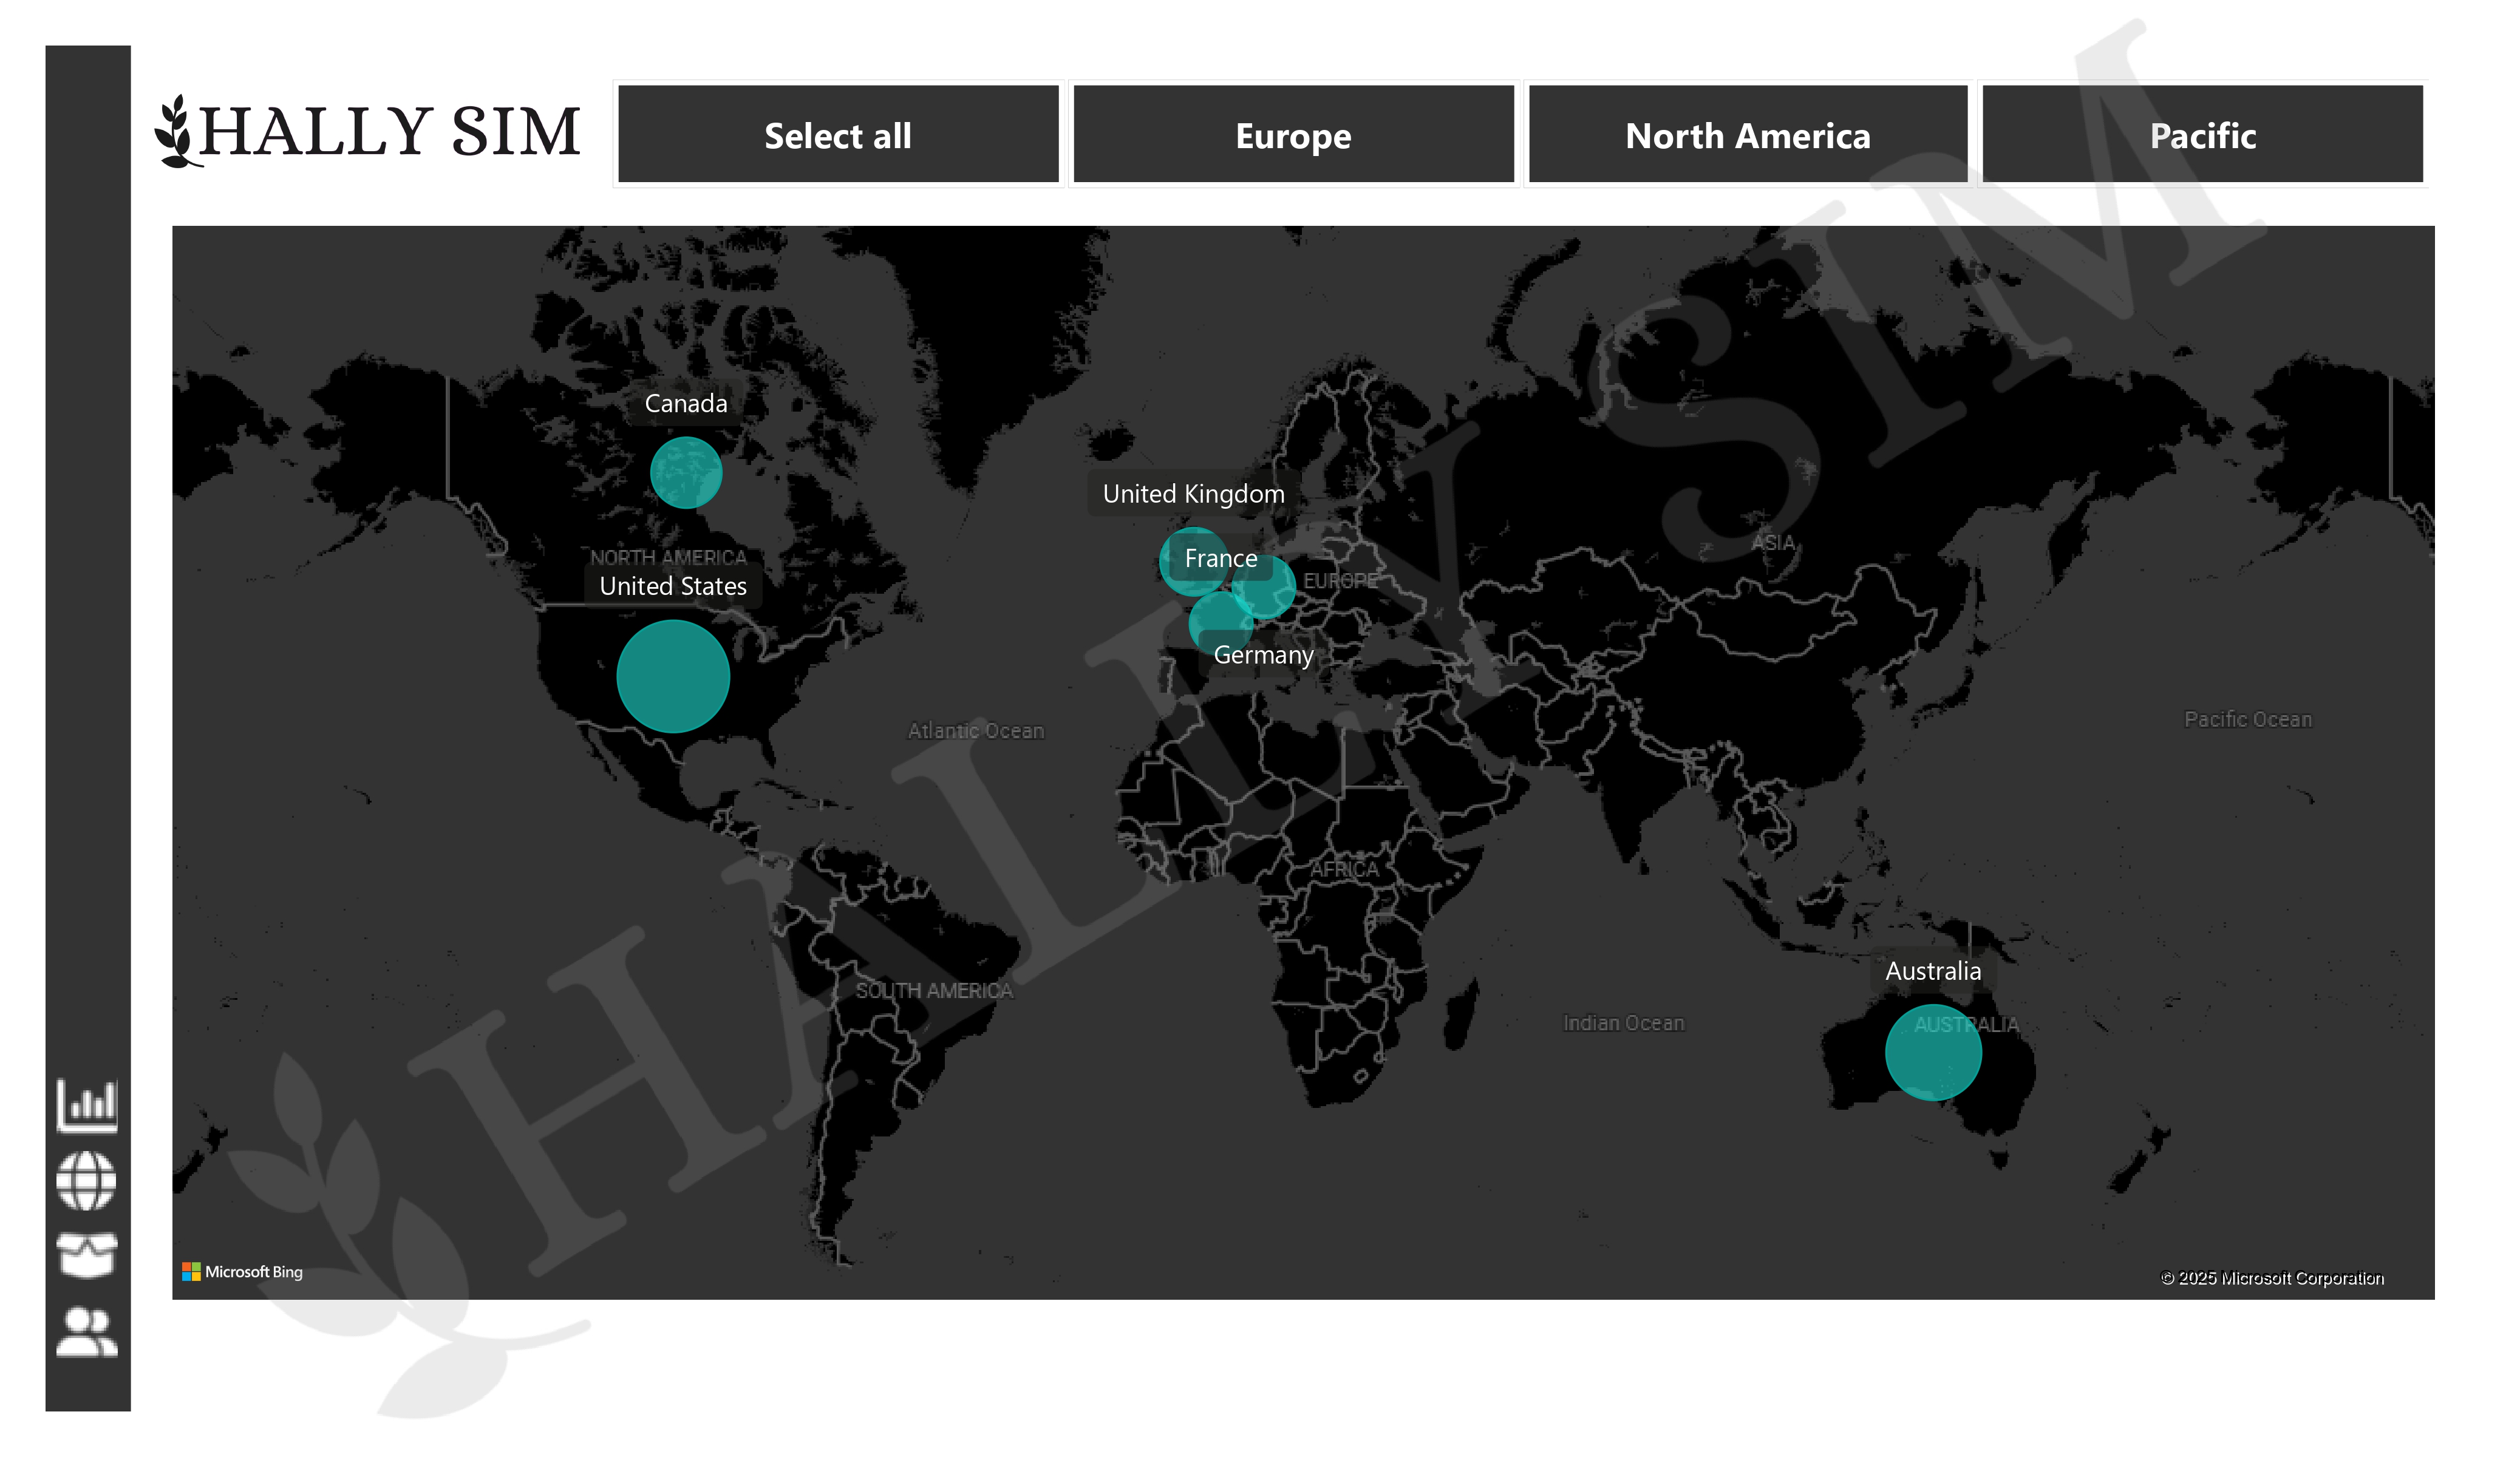 HALLY SIM
Select all
Europe
North America
Pacific
Canada
United Kingdom
NORTH AMERICA
France
ASIA
EUROPE
United States
Germany
Atlantic Ocean
Pacific Ocean
AFRICA
Australia
SOUTH AMERICA
Indian Ocean
AUSTRALIA
Microsoft Bing
© 2025 Microsoft Corporation
HALLY SIM